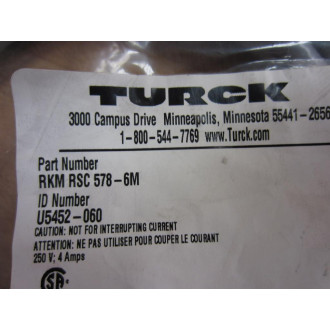 TURCK
3000 Campus Drive Minneapolis, Minnesota 55441-2656
1-800-544-7769 www.Turck.com
Part Number
RKM RSC 578-6M
ID Number
U5452-060
CAUTION: NOT FOR INTERRUPTING CURRENT
ATTENTION: NE PAS UTILISER POUR COUPER LE COURANT
250 V; 4 Amps
SA